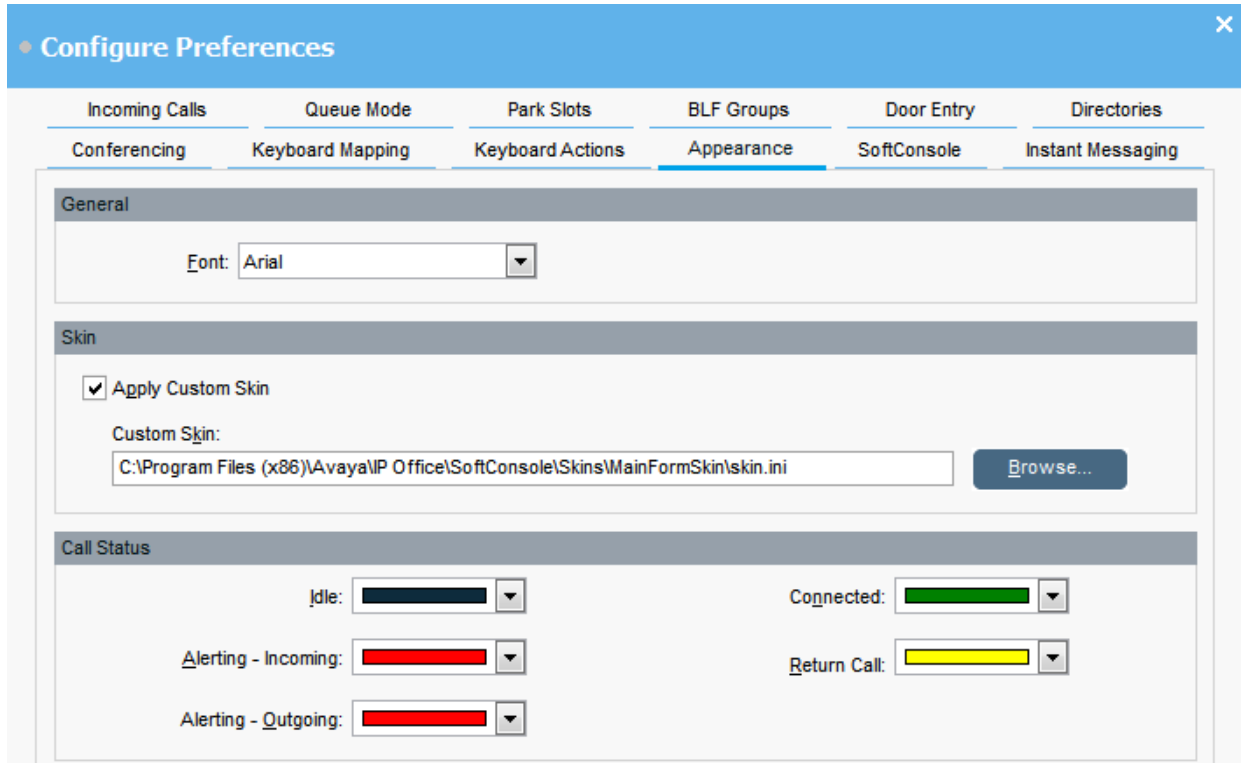 Configure Preferences
Incoming Calls Queue Mode Park Slots BLF Groups Door Entry Directories
Conferencing Keyboard Mapping Keyboard Actions Appearance SoftConsole Instant Messaging
General
Font: Arial
Skin
Apply Custom Skin
Custom Skin:
C:\Program Files (x86)\Avaya\IP Office\SoftConsole\Skins\MainFormSkin\skin.ini Browse...
Call Status
Idle: Connected:
Alerting - Incoming: Return Call:
Alerting - Outgoing: